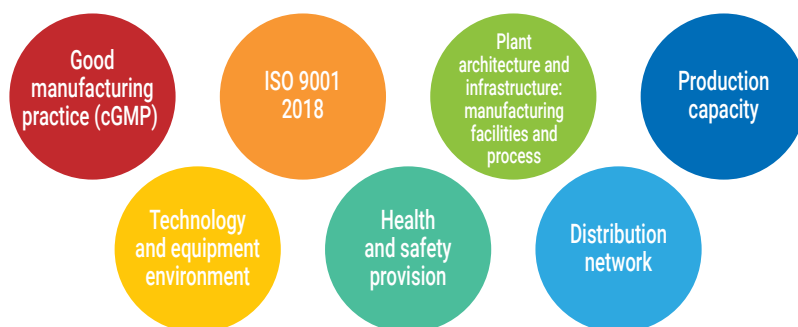 Good
manufacturing
practice (cGMP)
ISO 9001
2018
Plant
architecture and
infrastructure:
manufacturing
facilities and
process
Production
capacity
Technology
and equipment
environment
Health
and safety
provision
Distribution
network